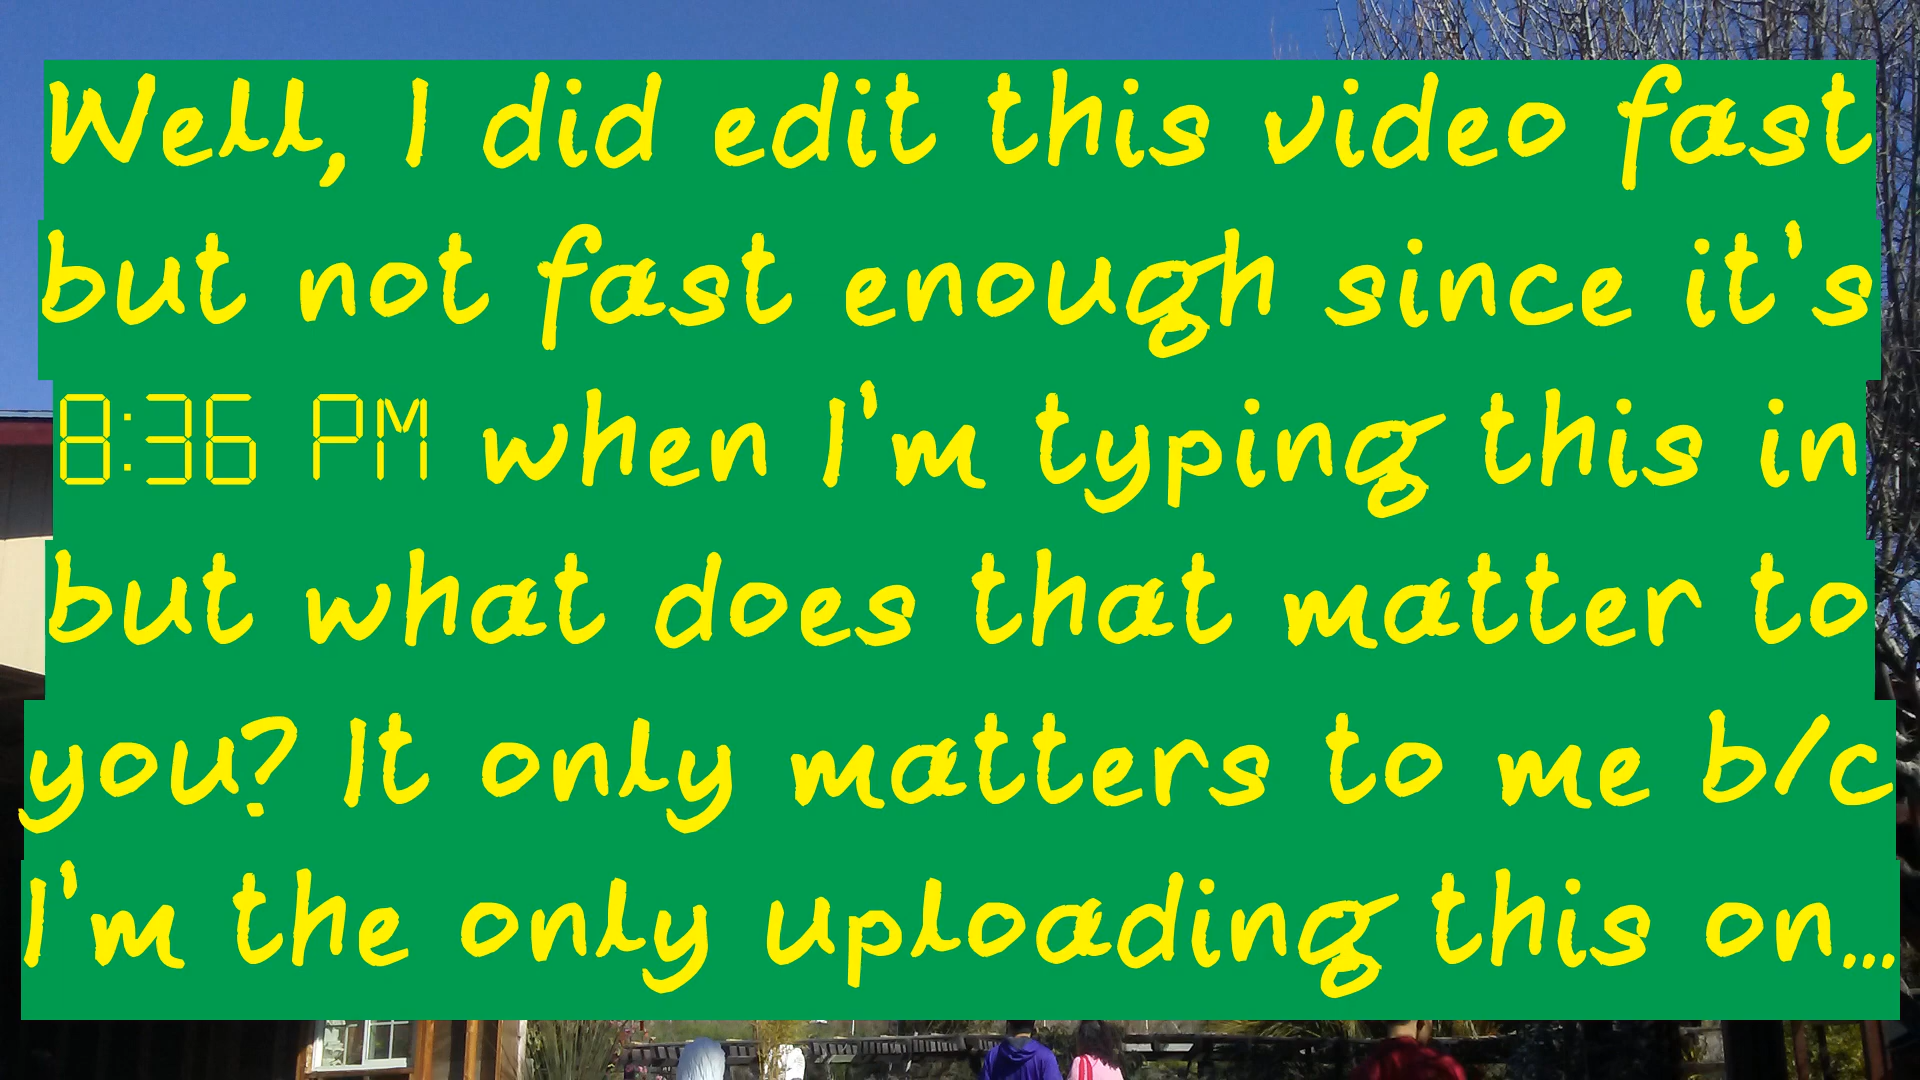 Well, I did edit this video fast
but not fast enough since it's
8:36 PM when I'm typing this in
but what does that matter to
you? It only matters to me b/c
I'm the only uploading this on...